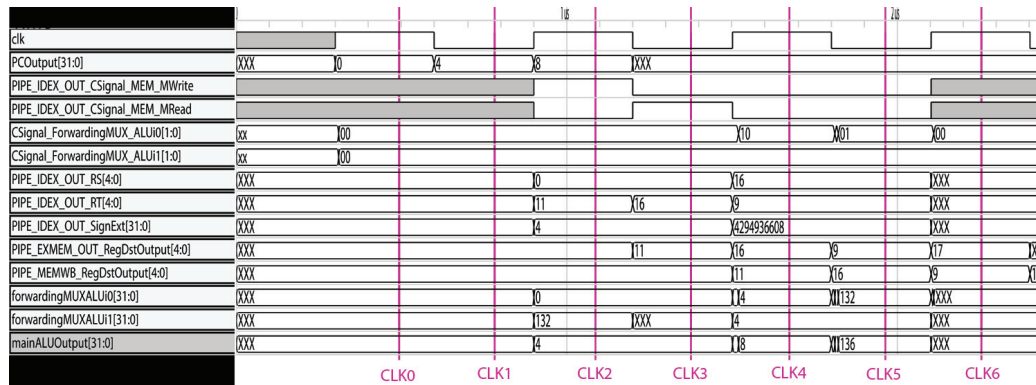 1 us 2 us
clk
PCOutput[31:0] XXX 0 4 8 XXX
PIPE_IDEX_OUT_CSignal_MEM_MWrite
PIPE_IDEX_OUT_CSignal_MEM_MRead
CSignal_ForwardingMUX_ALUi0[1:0] xx 00 10 01 00
CSignal_ForwardingMUX_ALUi1[1:0] xx 00
PIPE_IDEX_OUT_RS[4:0] XXX 0 16 XXX
PIPE_IDEX_OUT_RT[4:0] XXX 11 16 9 XXX
PIPE_IDEX_OUT_SignExt[31:0] XXX 4 4294936608 XXX
PIPE_EXMEM_OUT_RegDstOutput[4:0] XXX 11 16 9 17
PIPE_MEMWB_RegDstOutput[4:0] XXX 11 16 9
forwardingMUXALUi0[31:0] XXX 0 4 132 XXX
forwardingMUXALUi1[31:0] XXX 132 XXX 4 XXX
mainALUOutput[31:0] XXX 4 8 136 XXX
CLK0 CLK1 CLK2 CLK3 CLK4 CLK5 CLK6